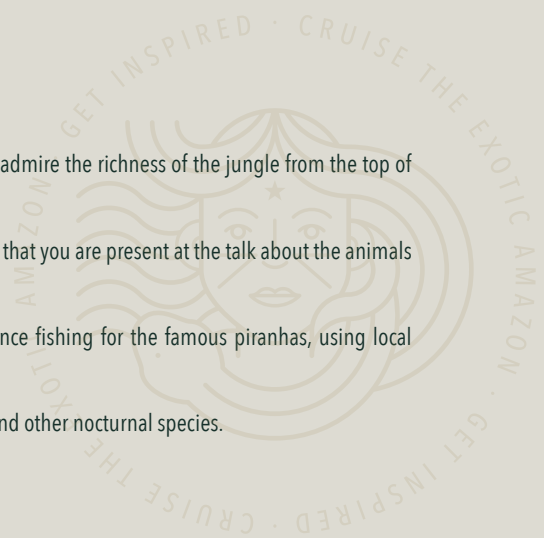 GET INSPIRED · CRUISE THE EXOTIC AMAZON · GET INSPIRED · CRUISE THE EXOTIC AMAZON
admire the richness of the jungle from the top of
that you are present at the talk about the animals
nce fishing for the famous piranhas, using local
nd other nocturnal species.